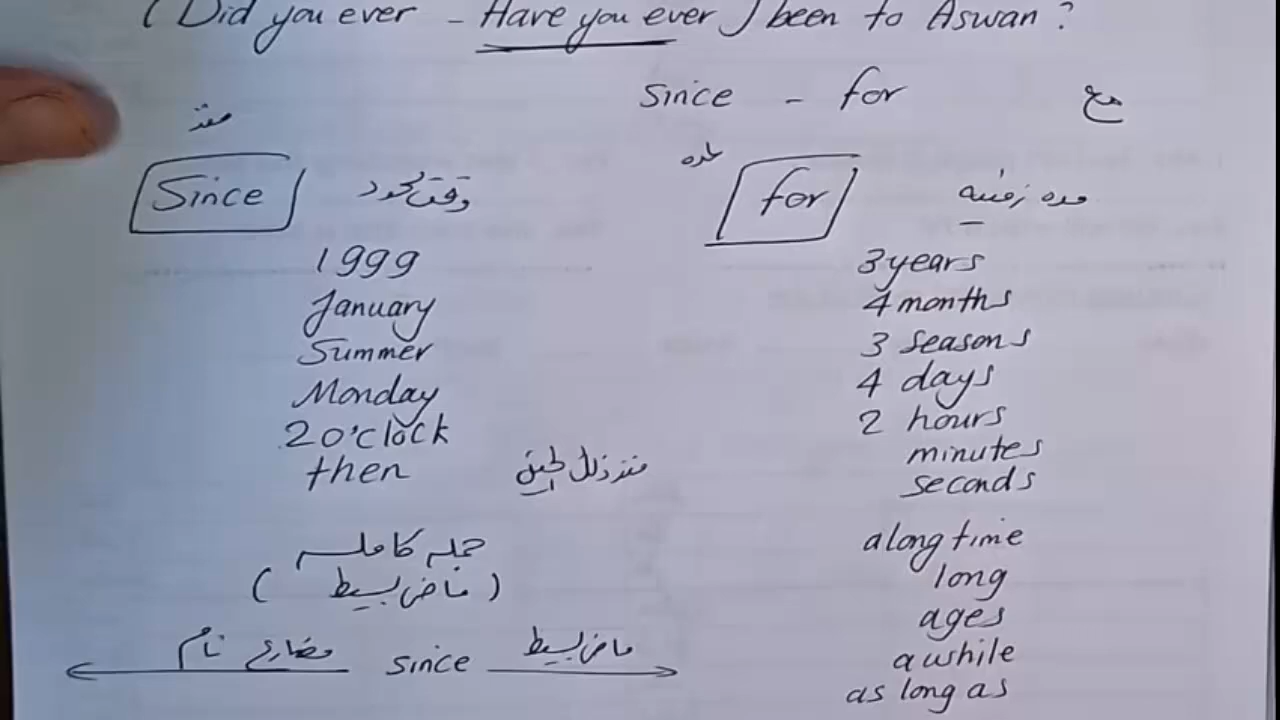 ( Did you ever - Have you ever ) been to Aswan ?
since - for
مع
منذ
لمدة
Since
وقت محدد
for
مدة زمنية
1999
January
Summer
Monday
2 o'clock
then
منذ ذلك الحين
جملة كاملة
( ماضي بسيط )
مضارع تام since ماضي بسيط
3 years
4 months
3 seasons
4 days
2 hours
minutes
seconds
a long time
long
ages
a while
as long as